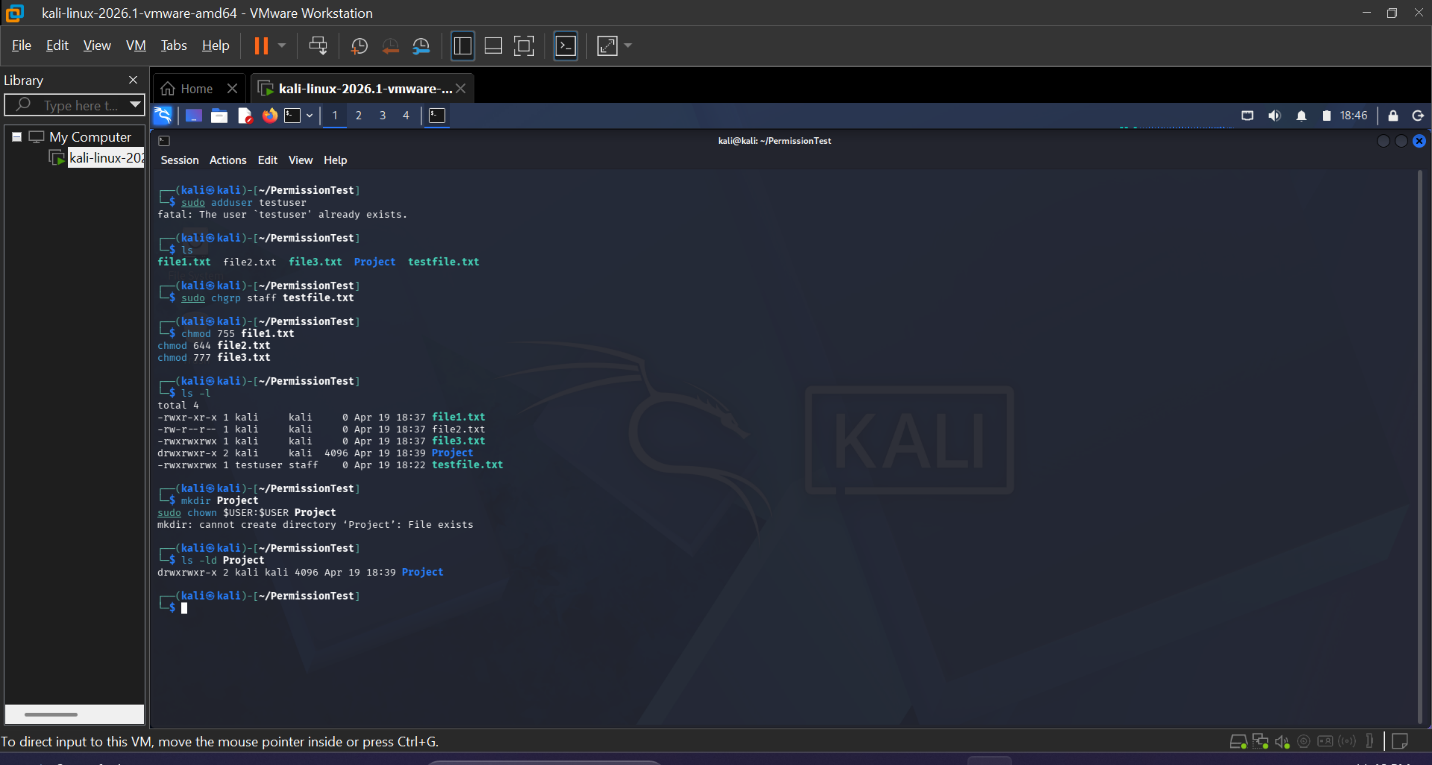 kali-linux-2026.1-vmware-amd64 - VMware Workstation
File Edit View VM Tabs Help
Library
Type here t...
My Computer
kali-linux-202
Home
kali-linux-2026.1-vmware-...
1 2 3 4
18:46
kali@kali: ~/PermissionTest
Session Actions Edit View Help
┌──(kali㉿kali)-[~/PermissionTest]
└─$ sudo adduser testuser
fatal: The user `testuser' already exists.
┌──(kali㉿kali)-[~/PermissionTest]
└─$ ls
file1.txt file2.txt file3.txt Project testfile.txt
┌──(kali㉿kali)-[~/PermissionTest]
└─$ sudo chgrp staff testfile.txt
┌──(kali㉿kali)-[~/PermissionTest]
└─$ chmod 755 file1.txt
chmod 644 file2.txt
chmod 777 file3.txt
┌──(kali㉿kali)-[~/PermissionTest]
└─$ ls -l
total 4
-rwxr-xr-x 1 kali     kali     0 Apr 19 18:37 file1.txt
-rw-r--r-- 1 kali     kali     0 Apr 19 18:37 file2.txt
-rwxrwxrwx 1 kali     kali     0 Apr 19 18:37 file3.txt
drwxrwxr-x 2 kali     kali  4096 Apr 19 18:39 Project
-rwxrwxrwx 1 testuser staff    0 Apr 19 18:22 testfile.txt
┌──(kali㉿kali)-[~/PermissionTest]
└─$ mkdir Project
sudo chown $USER:$USER Project
mkdir: cannot create directory ‘Project’: File exists
┌──(kali㉿kali)-[~/PermissionTest]
└─$ ls -ld Project
drwxrwxr-x 2 kali kali 4096 Apr 19 18:39 Project
┌──(kali㉿kali)-[~/PermissionTest]
└─$
KALI
To direct input to this VM, move the mouse pointer inside or press Ctrl+G.